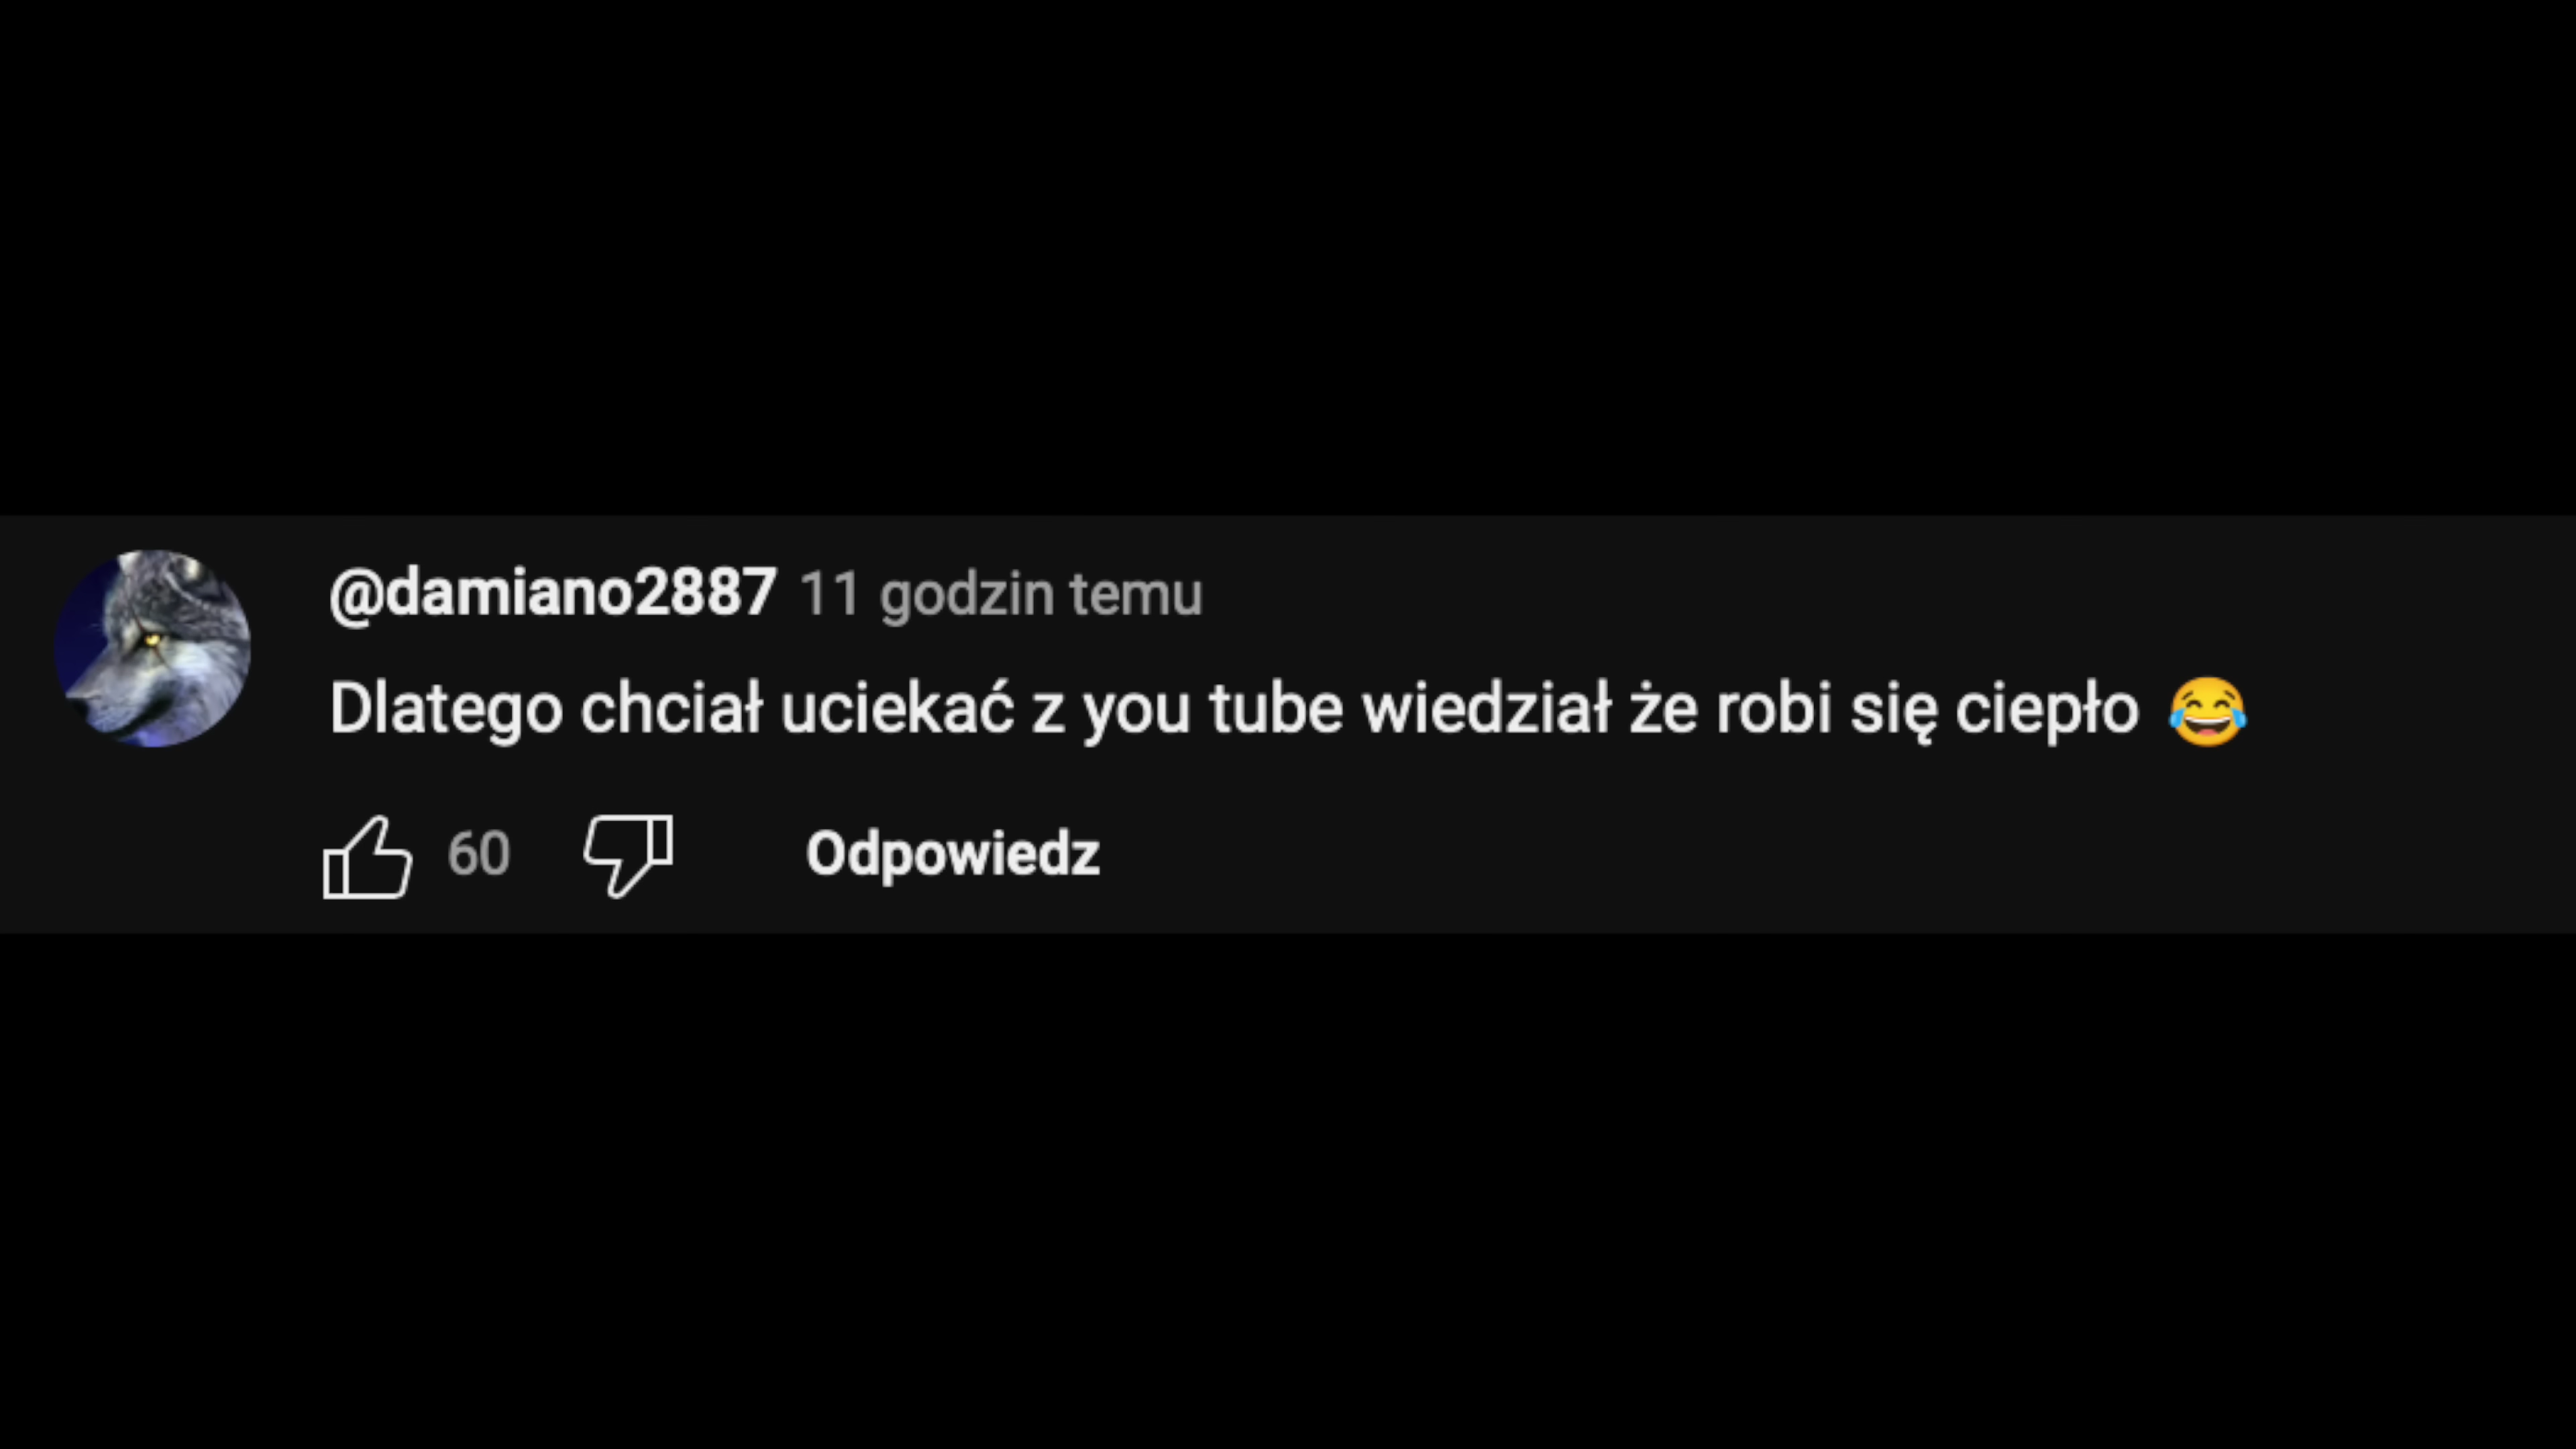 @damiano2887 11 godzin temu
Dlatego chciał uciekać z you tube wiedział że robi się ciepło 😂
60 Odpowiedz